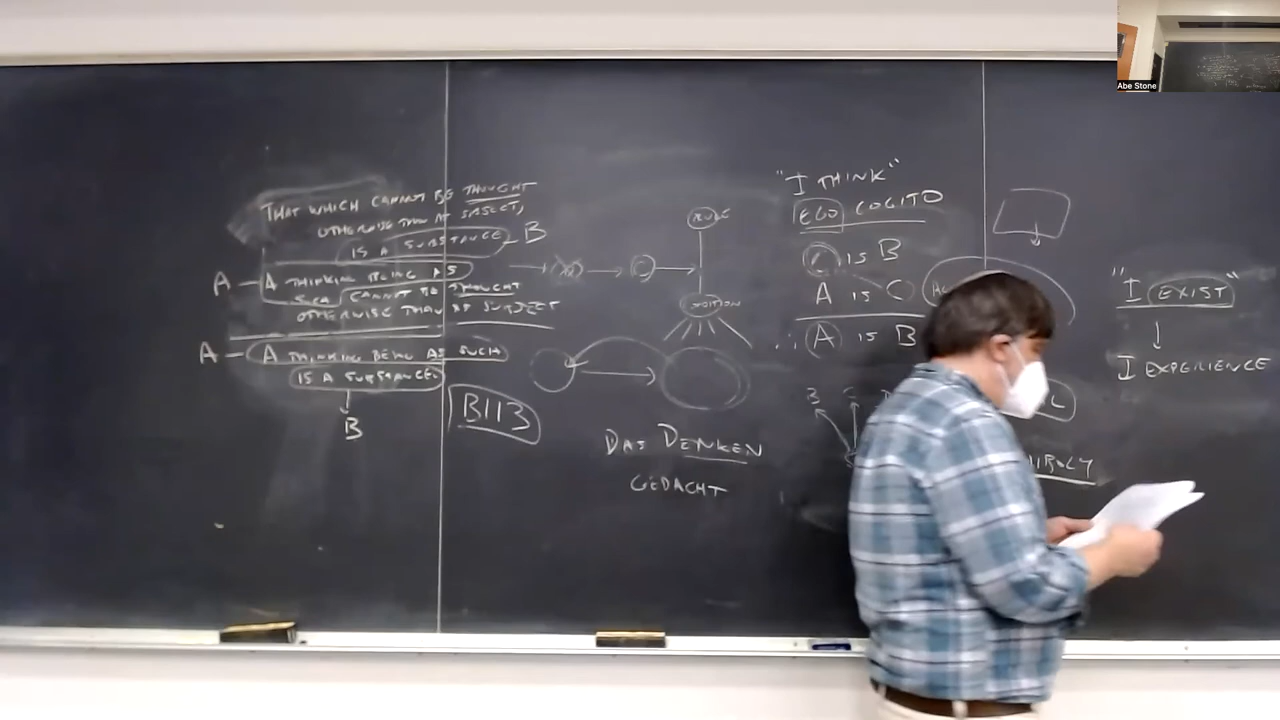 THAT WHICH CANNOT BE THOUGHT
OTHERWISE THAN AS SUBJECT,
IS A SUBSTANCE - B
A - A THINKING BEING AS
SUCH CANNOT BE THOUGHT
OTHERWISE THAN AS SUBJECT
A - A THINKING BEING AS SUCH
IS A SUBSTANCE.
B
B113
RULE
DAS DENKEN
GEDACHT
"I THINK"
EGO COGITO
C IS B
A IS C
∴ A IS B
B C
"I EXIST"
I EXPERIENCE
Abe Stone